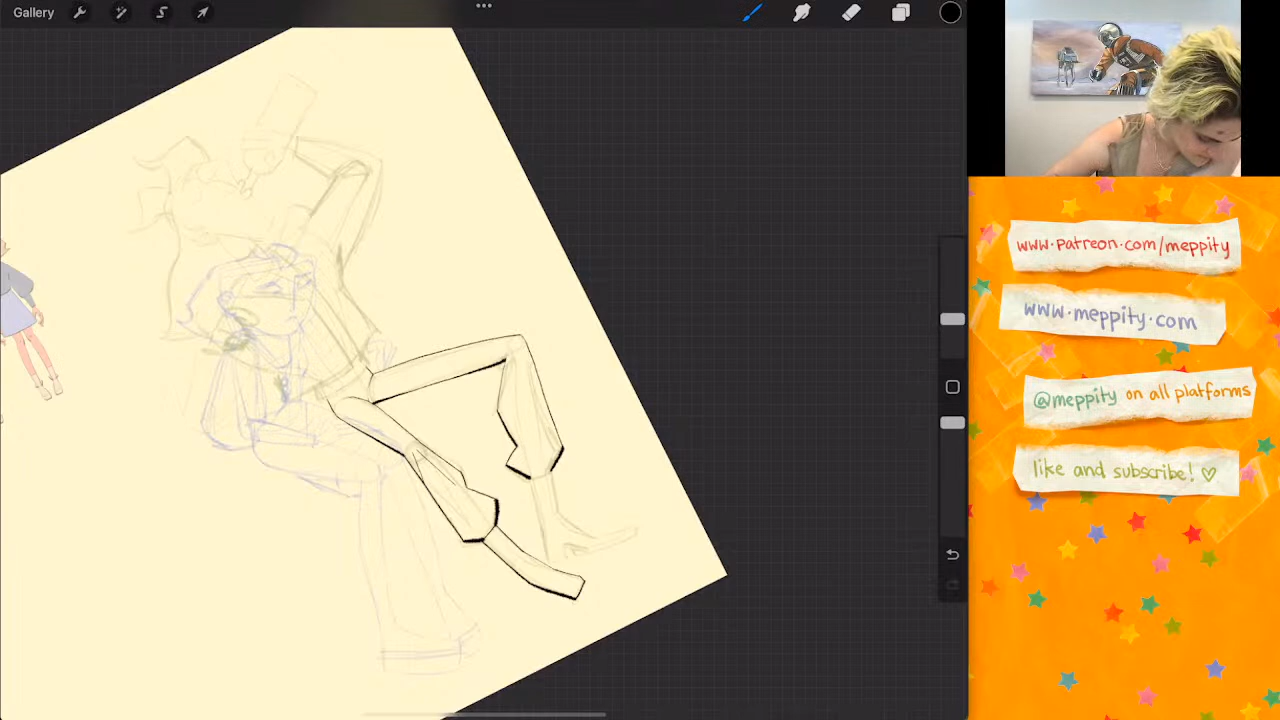 Gallery
www.patreon.com/meppity
www.meppity.com
@meppity on all platforms
like and subscribe! ♡